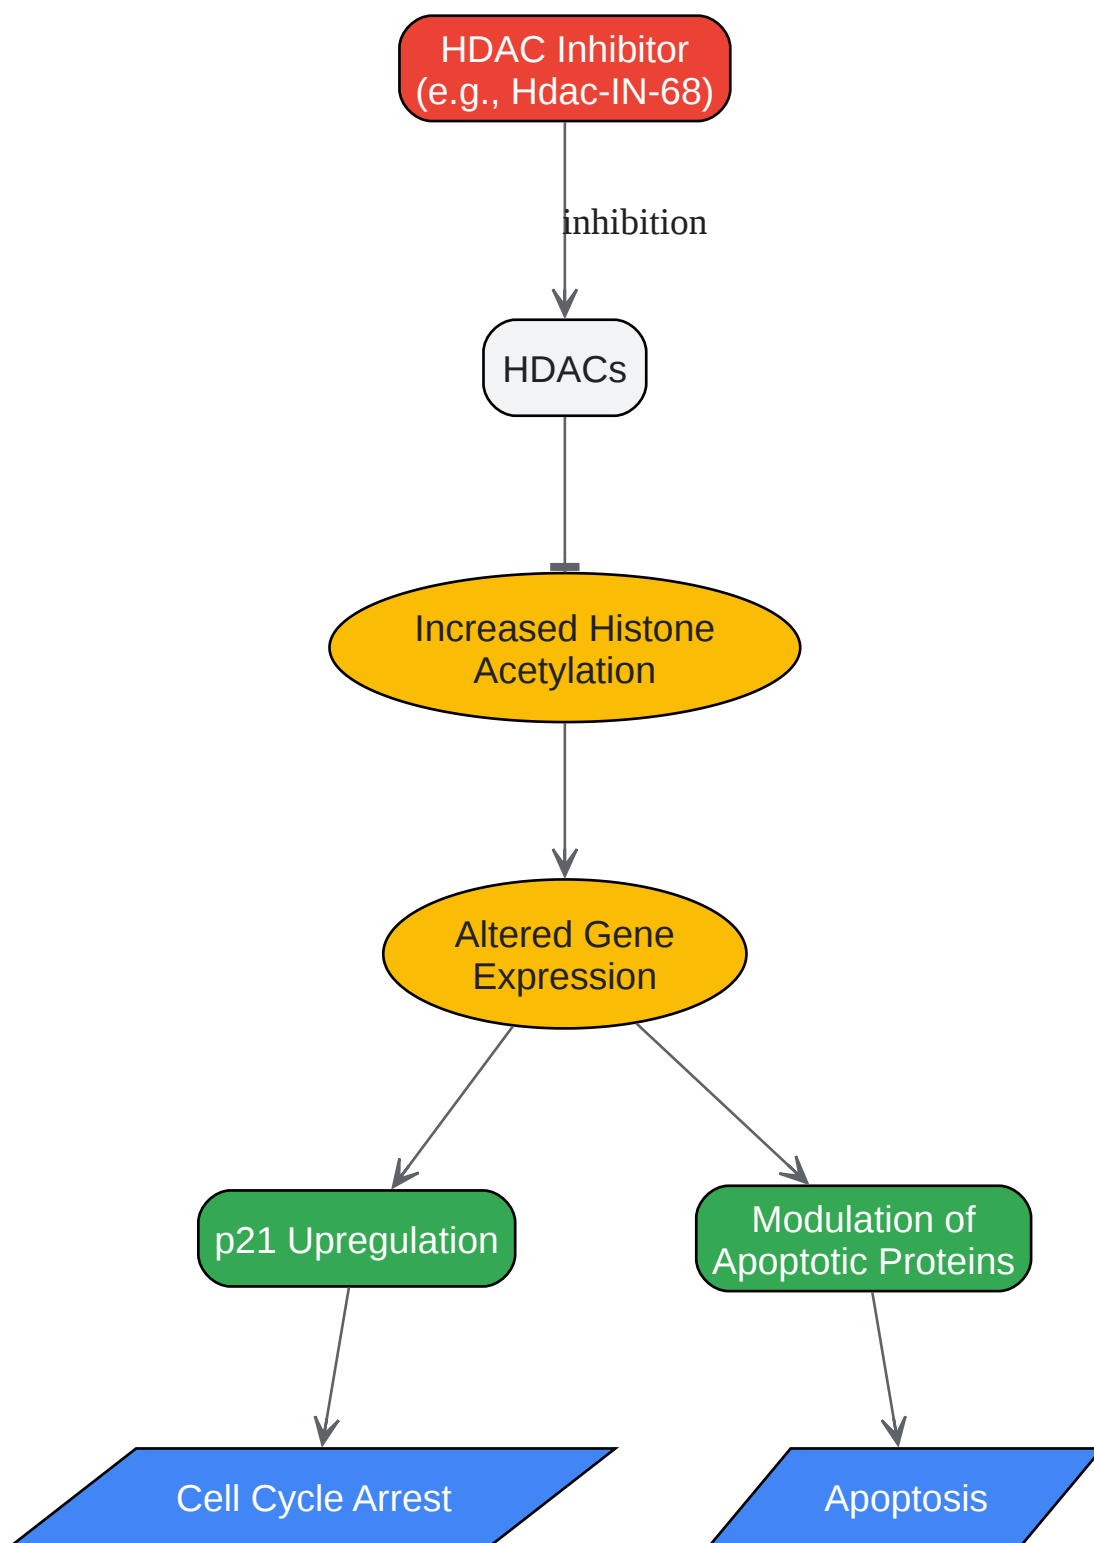 HDAC Inhibitor
(e.g., Hdac-IN-68)
inhibition
HDACs
Increased Histone
Acetylation
Altered Gene
Expression
p21 Upregulation
Modulation of
Apoptotic Proteins
Cell Cycle Arrest
Apoptosis